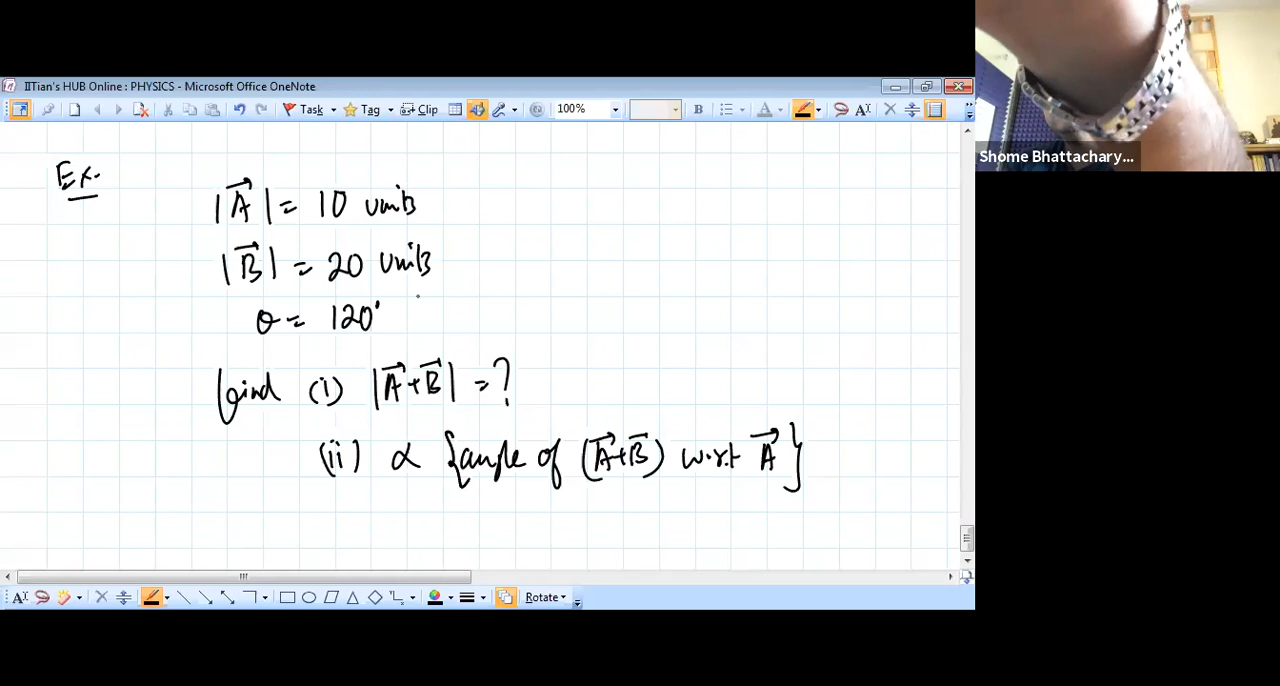 IITian's HUB Online : PHYSICS - Microsoft Office OneNote
Task Tag Clip 100% B A
Shome Bhattachary...
Ex.
|A⃗| = 10 units
|B⃗| = 20 units
θ = 120°
find (i) |A⃗+B⃗| = ?
(ii) α {angle of (A⃗+B⃗) w.r.t A⃗}
Rotate